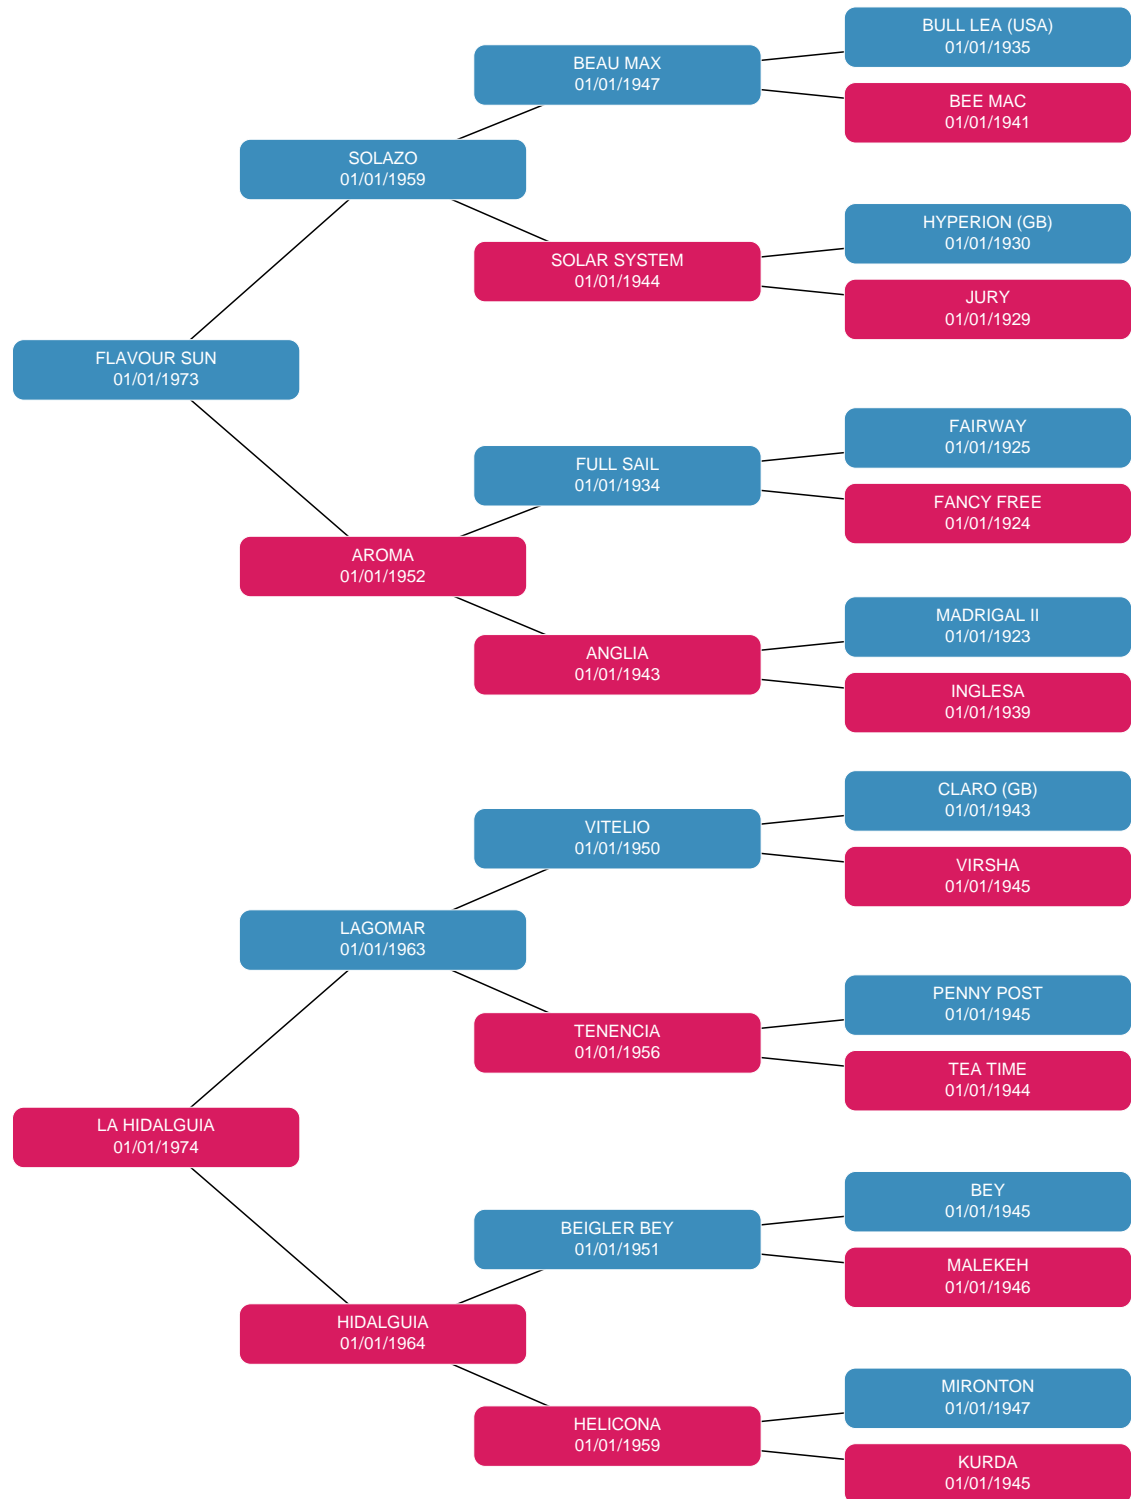 BULL LEA (USA)
01/01/1935
BEAU MAX
01/01/1947
BEE MAC
01/01/1941
SOLAZO
01/01/1959
HYPERION (GB)
01/01/1930
SOLAR SYSTEM
01/01/1944
JURY
01/01/1929
FLAVOUR SUN
01/01/1973
FAIRWAY
01/01/1925
FULL SAIL
01/01/1934
FANCY FREE
01/01/1924
AROMA
01/01/1952
MADRIGAL II
01/01/1923
ANGLIA
01/01/1943
INGLESA
01/01/1939
CLARO (GB)
01/01/1943
VITELIO
01/01/1950
VIRSHA
01/01/1945
LAGOMAR
01/01/1963
PENNY POST
01/01/1945
TENENCIA
01/01/1956
TEA TIME
01/01/1944
LA HIDALGUIA
01/01/1974
BEY
01/01/1945
BEIGLER BEY
01/01/1951
MALEKEH
01/01/1946
HIDALGUIA
01/01/1964
MIRONTON
01/01/1947
HELICONA
01/01/1959
KURDA
01/01/1945